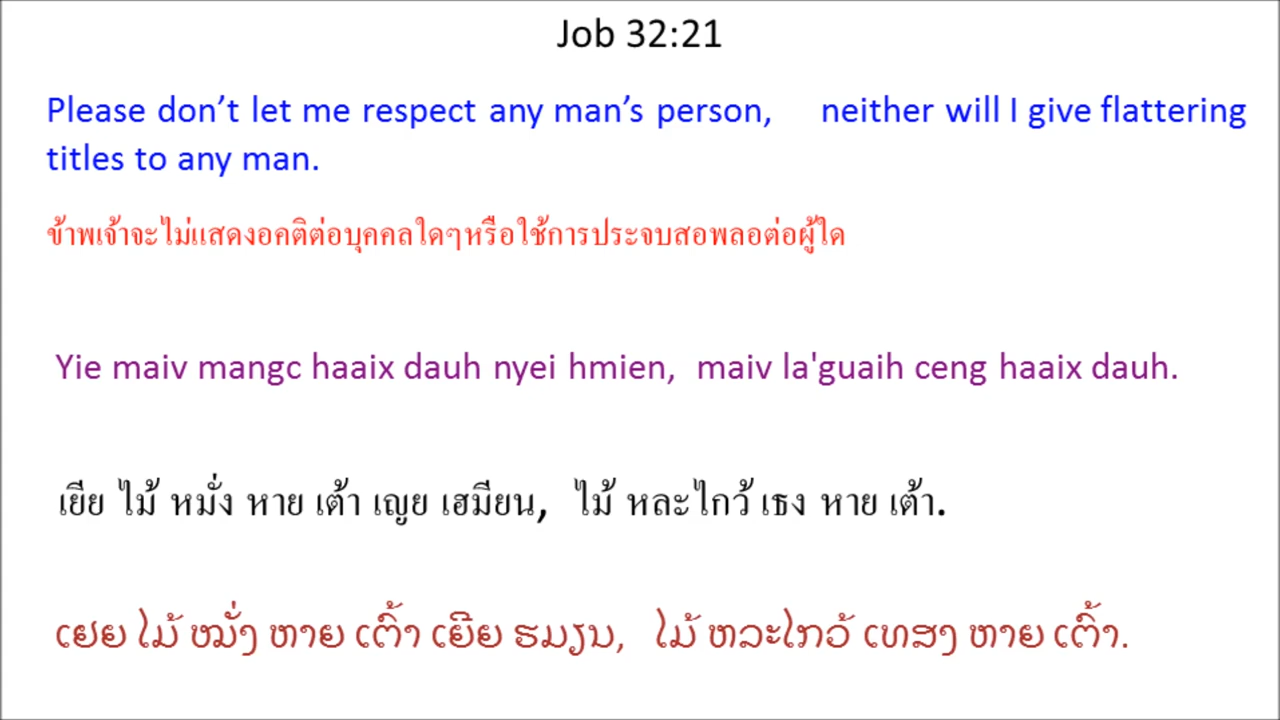 Job 32:21
Please don’t let me respect any man’s person, neither will I give flattering
titles to any man.
ข้าพเจ้าจะไม่แสดงอคติต่อบุคคลใดๆหรือใช้การประจบสอพลอต่อผู้ใด
Yie maiv mangc haaix dauh nyei hmien, maiv la'guaih ceng haaix dauh.
เยีย ไม้ หมั่ง หาย เต้า เญย เฮมียน, ไม้ หละไกว้ เธง หาย เต้า.
ເຢຍ ໄມ້ ໝັ່ງ ຫາຍ ເຕົ້າ ເຍີຍ ຮມຽນ, ໄມ້ ຫລະໄກວ້ ເທສງ ຫາຍ ເຕົ້າ.